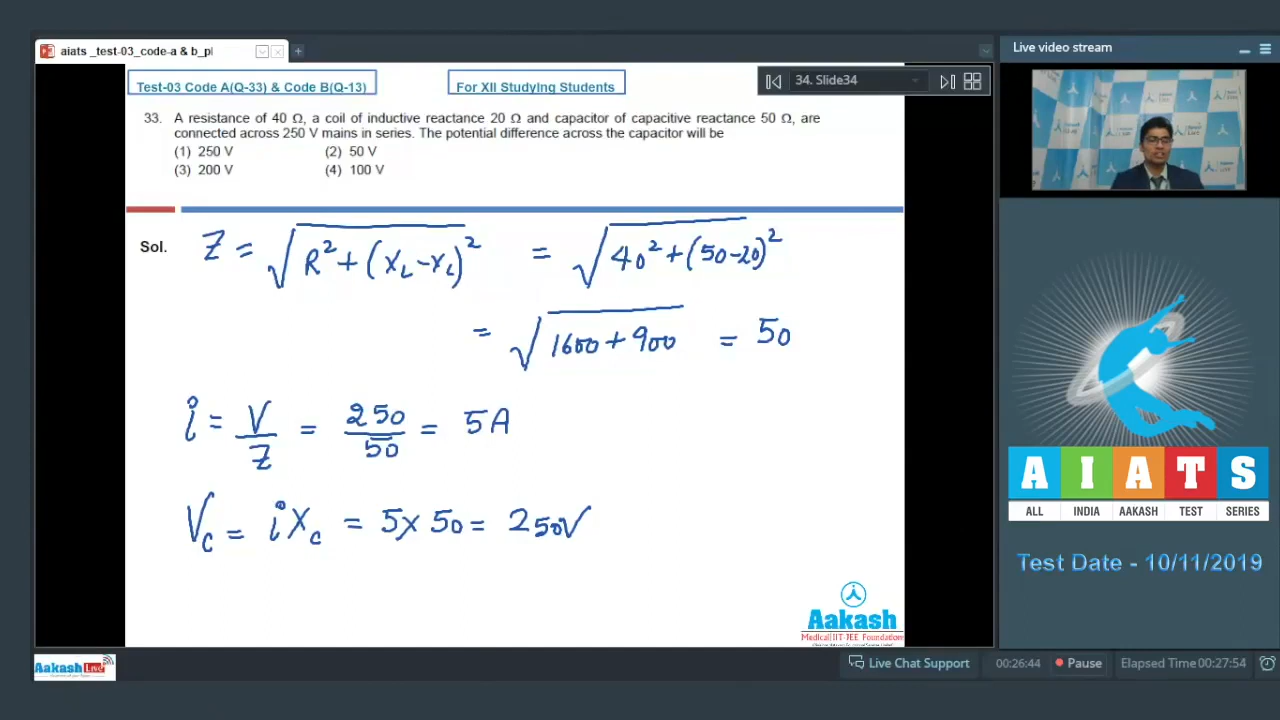 aiats _test-03_code-a & b_p
Live video stream
Test-03 Code A(Q-33) & Code B(Q-13)
For XII Studying Students
34. Slide34
33. A resistance of 40 Ω, a coil of inductive reactance 20 Ω and capacitor of capacitive reactance 50 Ω, are
connected across 250 V mains in series. The potential difference across the capacitor will be
(1) 250 V (2) 50 V
(3) 200 V (4) 100 V
Sol. Z = √R² + (X_L - X_L)² = √40² + (50-20)²
= √1600 + 900 = 50
i = V/Z = 250/50 = 5A
V_C = i X_C = 5 x 50 = 250V
A I A T S
ALL INDIA AAKASH TEST SERIES
Test Date - 10/11/2019
Aakash
Medical|IIT-JEE|Foundations
Aakash Live
Live Chat Support
00:26:44
Pause
Elapsed Time 00:27:54